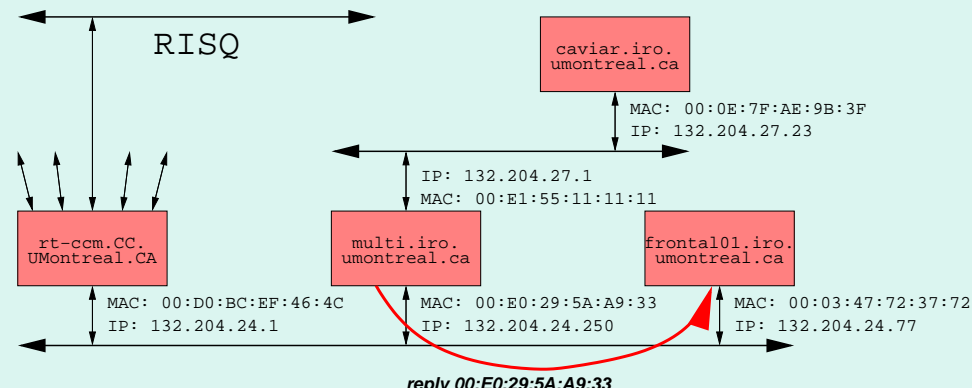 RISQ
caviar.iro.
umontreal.ca
MAC: 00:0E:7F:AE:9B:3F
IP: 132.204.27.23
IP: 132.204.27.1
MAC: 00:E1:55:11:11:11
rt-ccm.CC.
UMontreal.CA
multi.iro.
umontreal.ca
frontal01.iro.
umontreal.ca
MAC: 00:D0:BC:EF:46:4C
IP: 132.204.24.1
MAC: 00:E0:29:5A:A9:33
IP: 132.204.24.250
MAC: 00:03:47:72:37:72
IP: 132.204.24.77
reply 00:E0:29:5A:A9:33